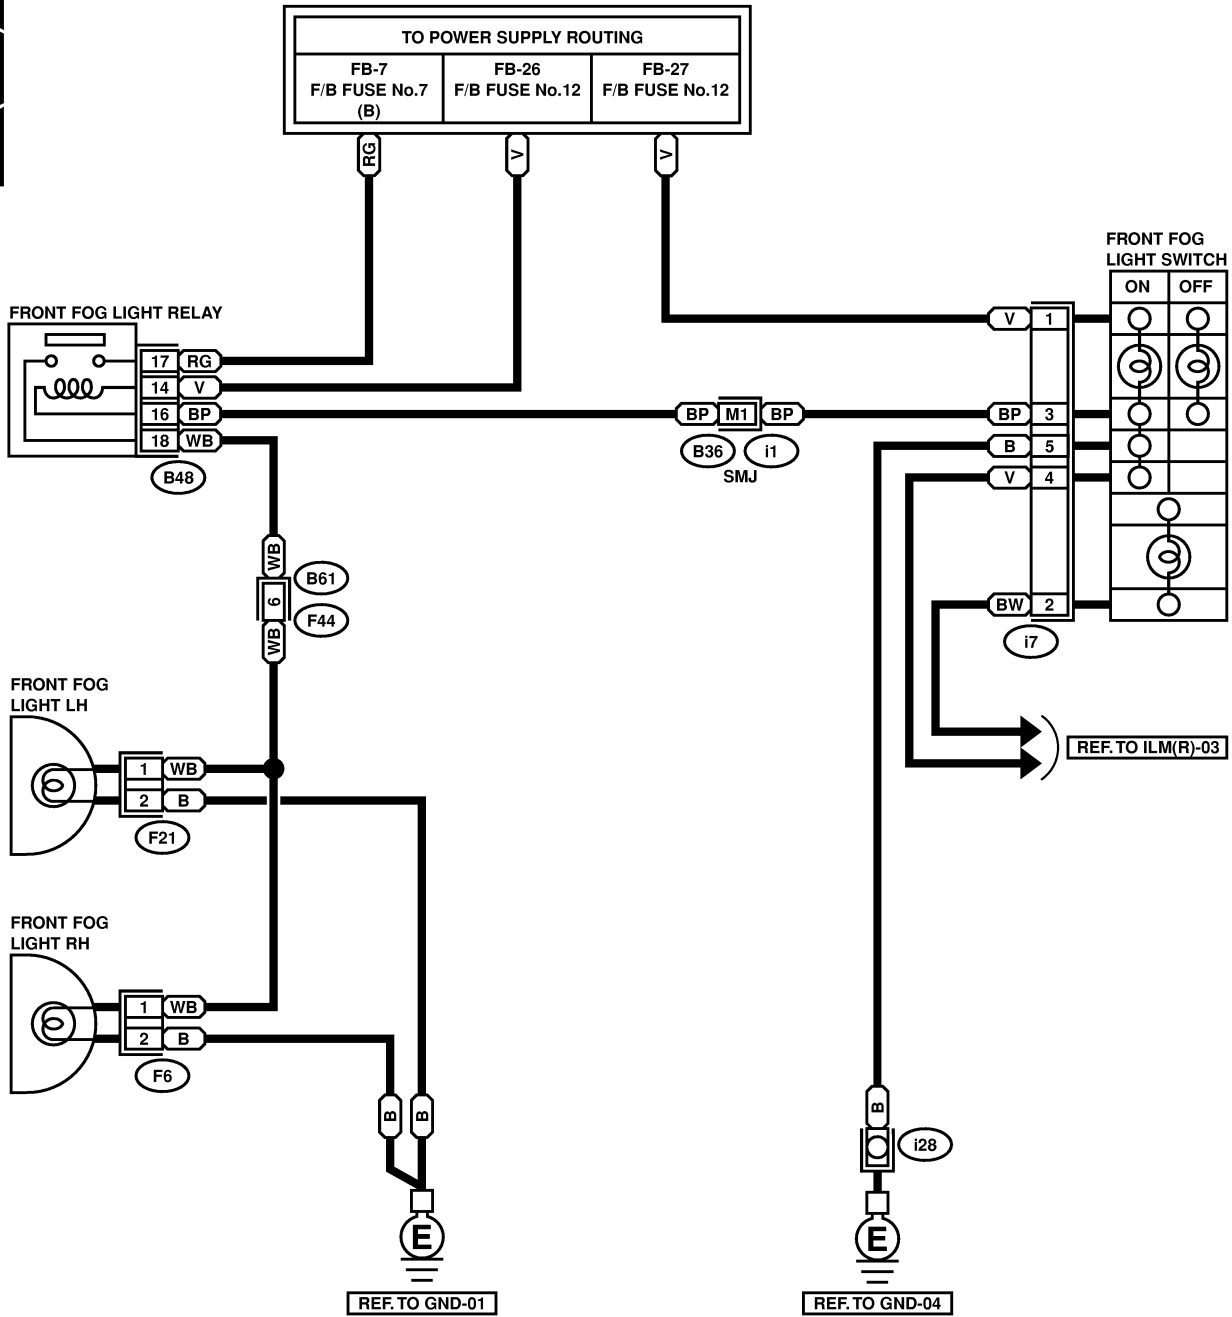 TO POWER SUPPLY ROUTING
FB-7
F/B FUSE No.7
(B)
FB-26
F/B FUSE No.12
FB-27
F/B FUSE No.12
RG
V
V
FRONT FOG
LIGHT SWITCH
ON OFF
FRONT FOG LIGHT RELAY
17 RG
14 V
16 BP
18 WB
B48
BP M1 BP
B36 i1
SMJ
V 1
BP 3
B 5
V 4
BW 2
i7
WB
6
WB
B61
F44
REF. TO ILM(R)-03
FRONT FOG
LIGHT LH
1 WB
2 B
F21
FRONT FOG
LIGHT RH
1 WB
2 B
F6
B B
E
REF. TO GND-01
B
i28
E
REF. TO GND-04